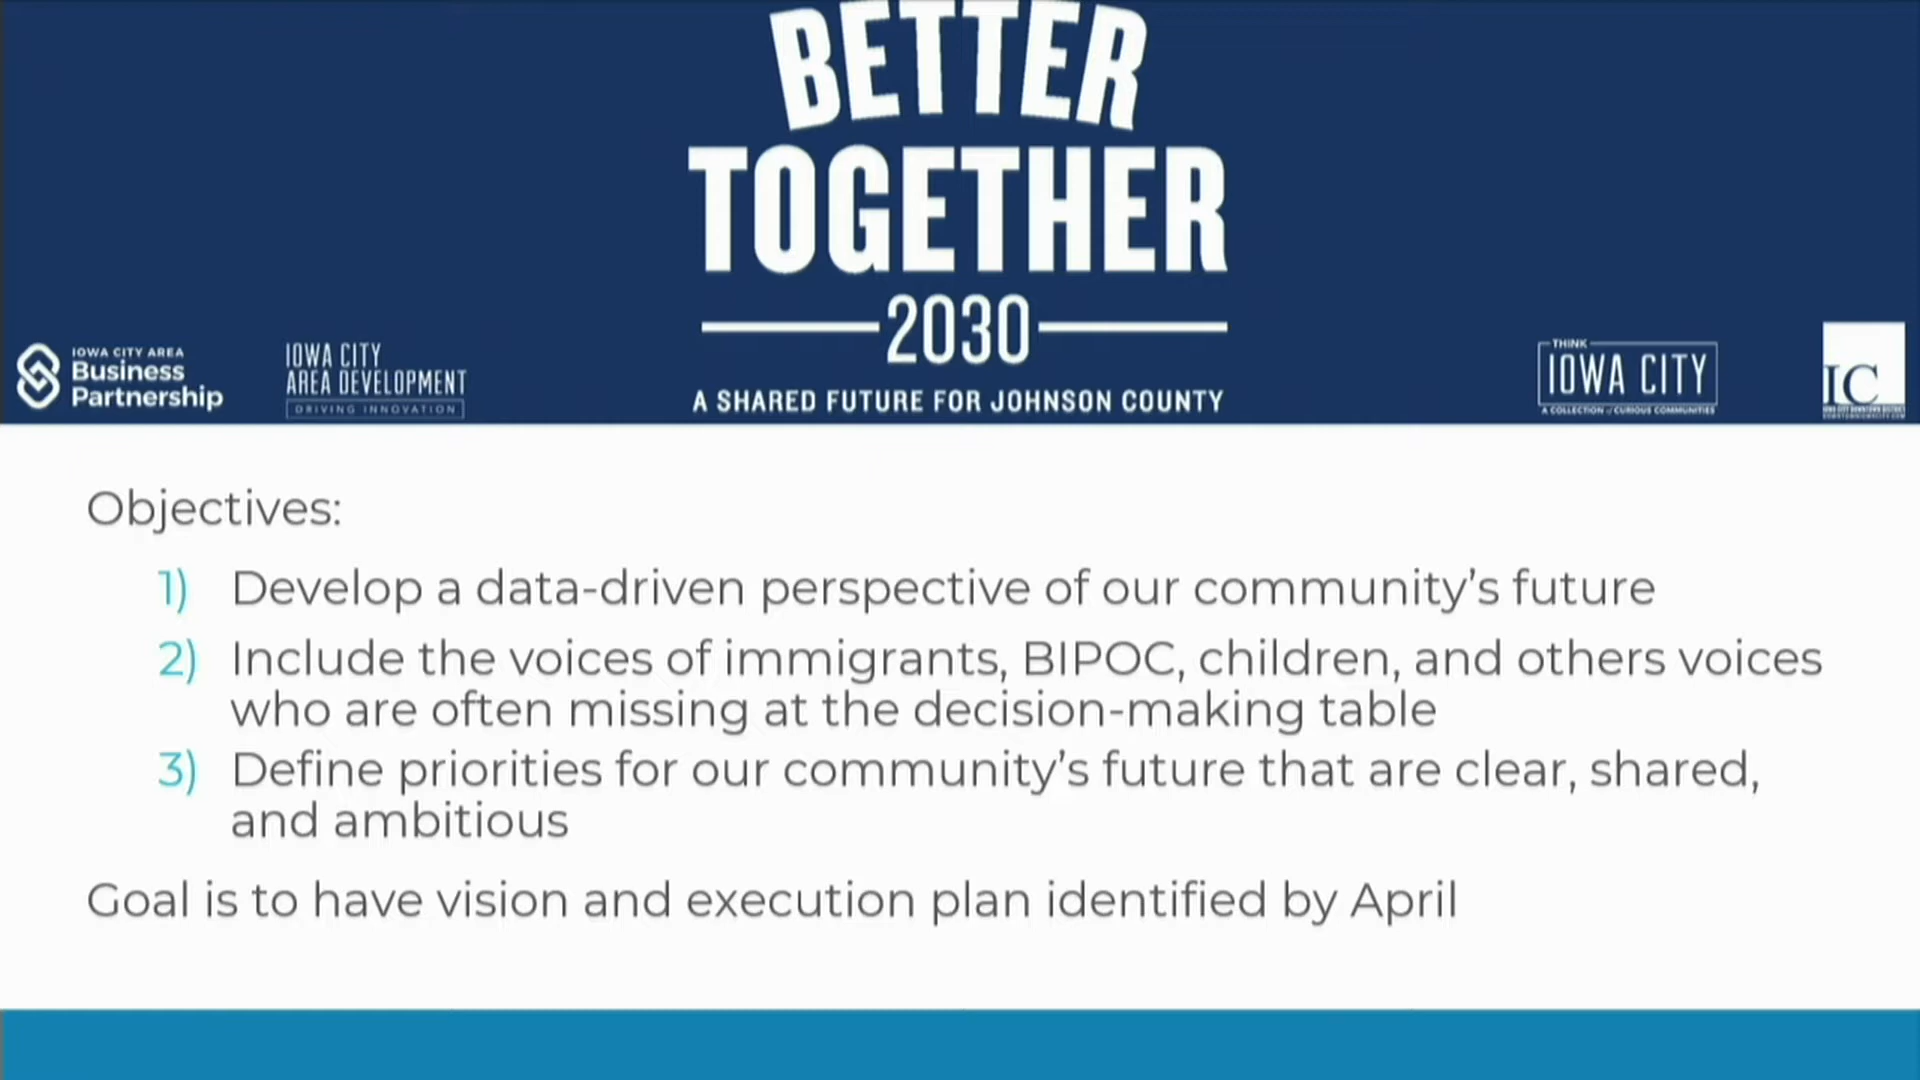 BETTER
TOGETHER
2030
A SHARED FUTURE FOR JOHNSON COUNTY
IOWA CITY AREA
Business
Partnership
IOWA CITY
AREA DEVELOPMENT
DRIVING INNOVATION
THINK
IOWA CITY
A COLLECTION of CURIOUS COMMUNITIES
IC
Objectives:
1) Develop a data-driven perspective of our community’s future
2) Include the voices of immigrants, BIPOC, children, and others voices
who are often missing at the decision-making table
3) Define priorities for our community’s future that are clear, shared,
and ambitious
Goal is to have vision and execution plan identified by April